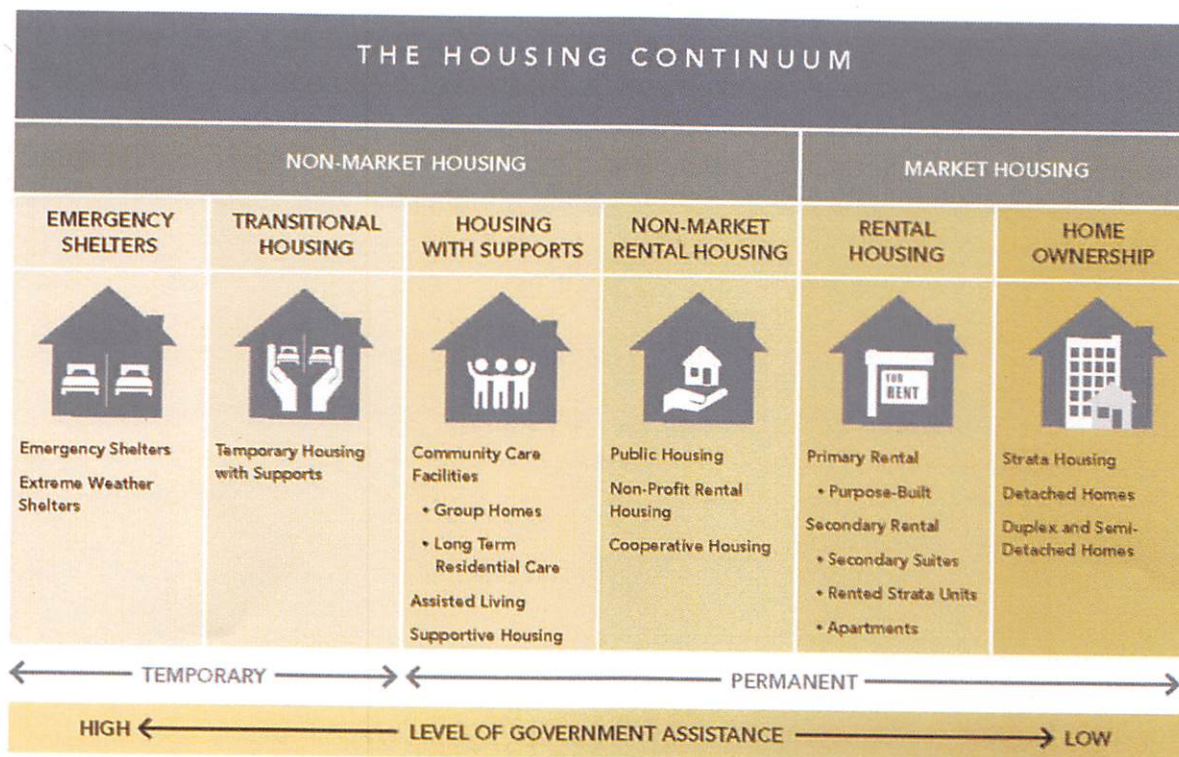 THE HOUSING CONTINUUM
NON-MARKET HOUSING
MARKET HOUSING
EMERGENCY
SHELTERS
TRANSITIONAL
HOUSING
HOUSING
WITH SUPPORTS
NON-MARKET
RENTAL HOUSING
RENTAL
HOUSING
HOME
OWNERSHIP
FOR
RENT
Emergency Shelters
Extreme Weather
Shelters
Temporary Housing
with Supports
Community Care
Facilities
• Group Homes
• Long Term
Residential Care
Assisted Living
Supportive Housing
Public Housing
Non-Profit Rental
Housing
Cooperative Housing
Primary Rental
• Purpose-Built
Secondary Rental
• Secondary Suites
• Rented Strata Units
• Apartments
Strata Housing
Detached Homes
Duplex and Semi-
Detached Homes
TEMPORARY
PERMANENT
HIGH
LEVEL OF GOVERNMENT ASSISTANCE
LOW